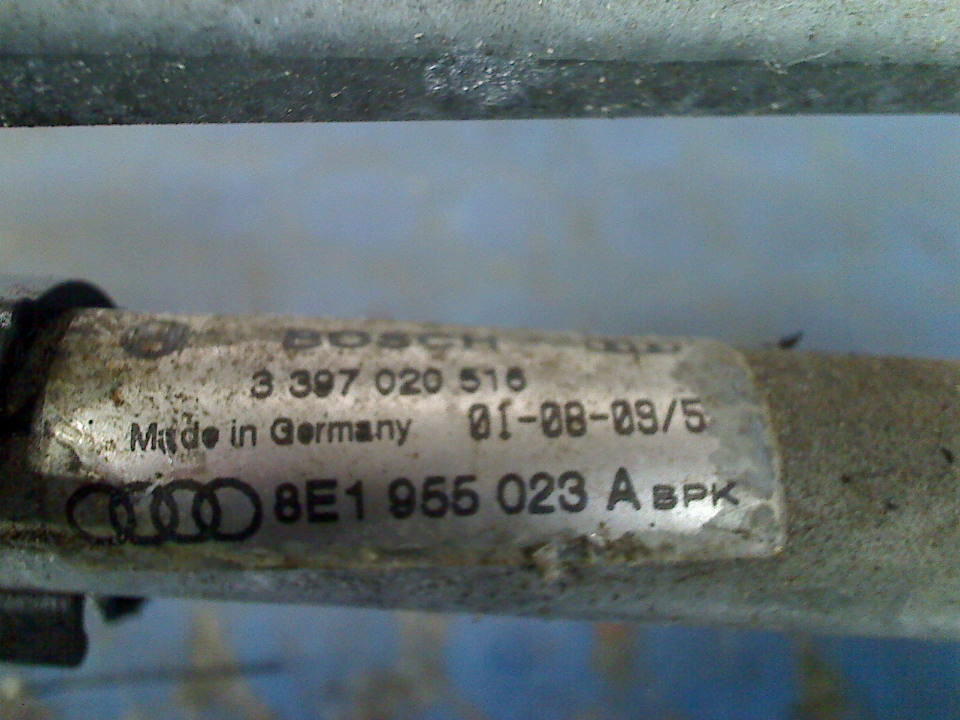 BOSCH
3 397 020 516
Made in Germany 01-08-09/5
8E1 955 023 A BPK